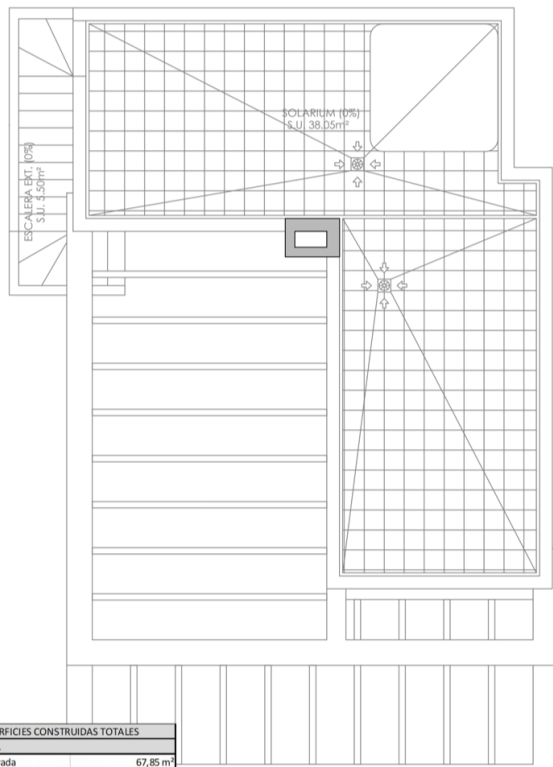 SOLARIUM (0%)
S.U. 38.05m²
ESCALERA EXT. (0%)
S.U. 5.50m²
RFICIES CONSTRUIDAS TOTALES
ada 67,85 m²